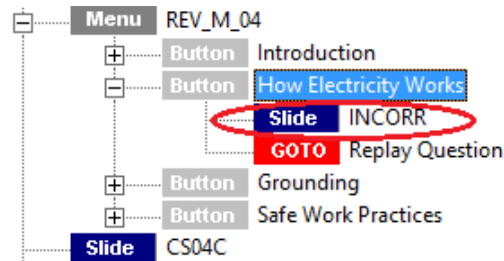 Menu REV_M_04
Button Introduction
Button How Electricity Works
Slide INCORR
GOTO Replay Question
Button Grounding
Button Safe Work Practices
Slide CS04C